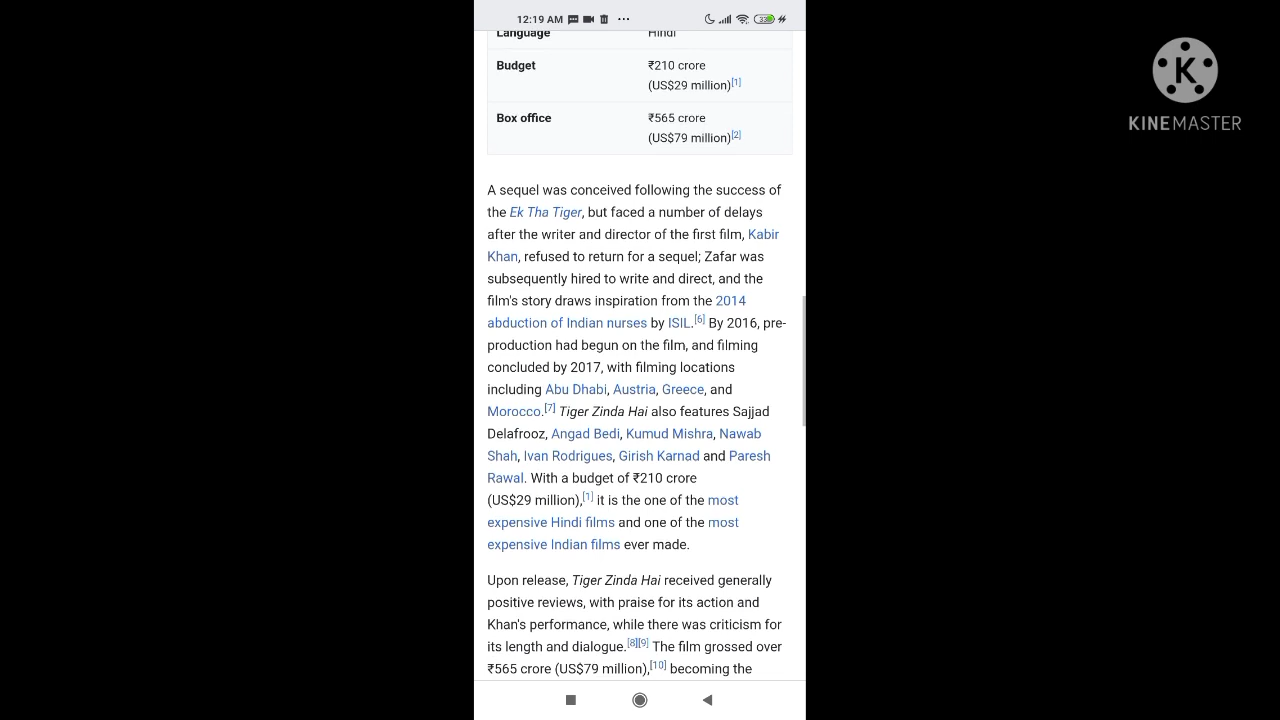 12:19 AM
33
Language Hindi
Budget ₹210 crore
(US$29 million)[1]
Box office ₹565 crore
(US$79 million)[2]
A sequel was conceived following the success of
the Ek Tha Tiger, but faced a number of delays
after the writer and director of the first film, Kabir
Khan, refused to return for a sequel; Zafar was
subsequently hired to write and direct, and the
film's story draws inspiration from the 2014
abduction of Indian nurses by ISIL.[6] By 2016, pre-
production had begun on the film, and filming
concluded by 2017, with filming locations
including Abu Dhabi, Austria, Greece, and
Morocco.[7] Tiger Zinda Hai also features Sajjad
Delafrooz, Angad Bedi, Kumud Mishra, Nawab
Shah, Ivan Rodrigues, Girish Karnad and Paresh
Rawal. With a budget of ₹210 crore
(US$29 million),[1] it is the one of the most
expensive Hindi films and one of the most
expensive Indian films ever made.
Upon release, Tiger Zinda Hai received generally
positive reviews, with praise for its action and
Khan's performance, while there was criticism for
its length and dialogue.[8][9] The film grossed over
₹565 crore (US$79 million),[10] becoming the
K
KINEMASTER